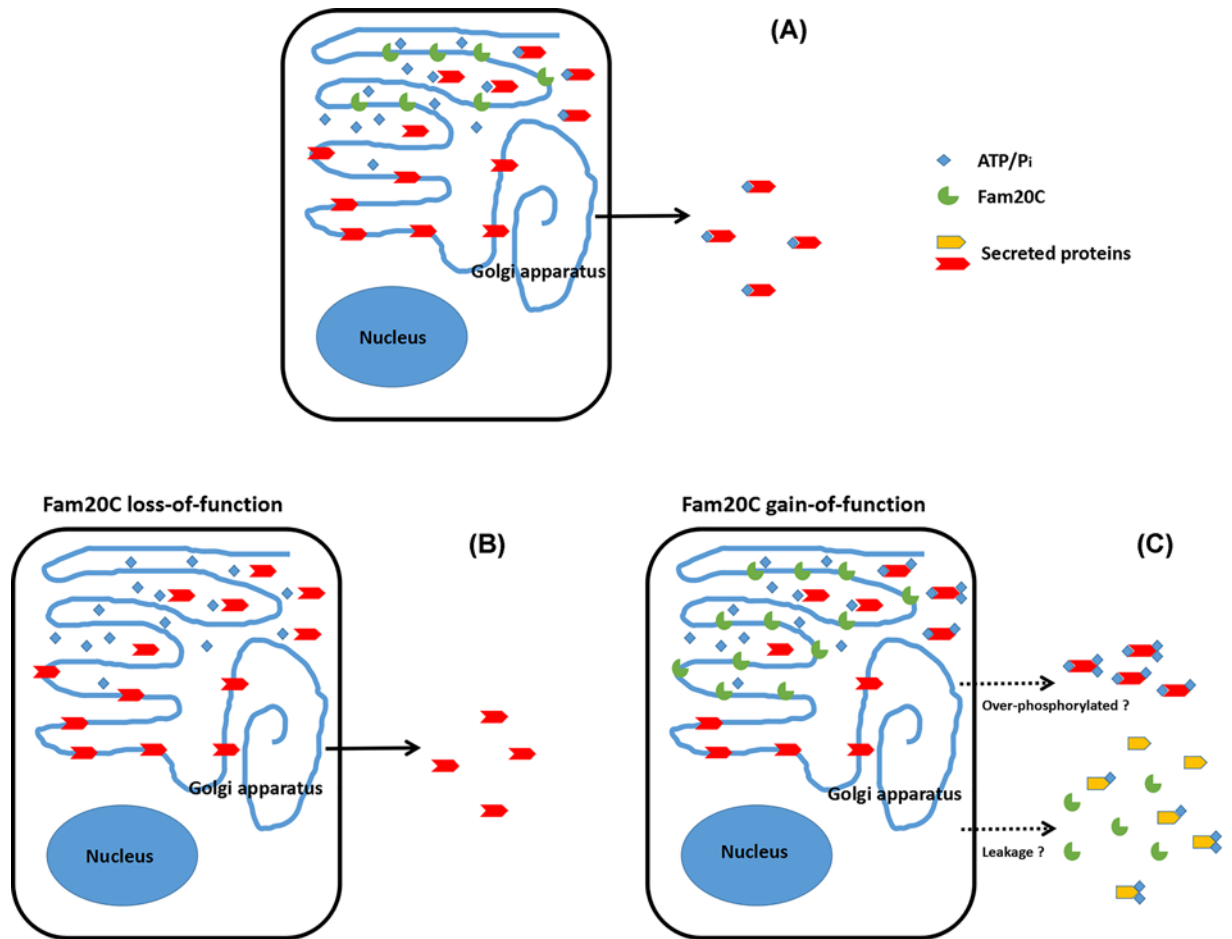 (A)
ATP/Pi
Fam20C
Secreted proteins
Golgi apparatus
Nucleus
Fam20C loss-of-function
(B)
Golgi apparatus
Nucleus
Fam20C gain-of-function
(C)
Over-phosphorylated ?
Golgi apparatus
Leakage ?
Nucleus